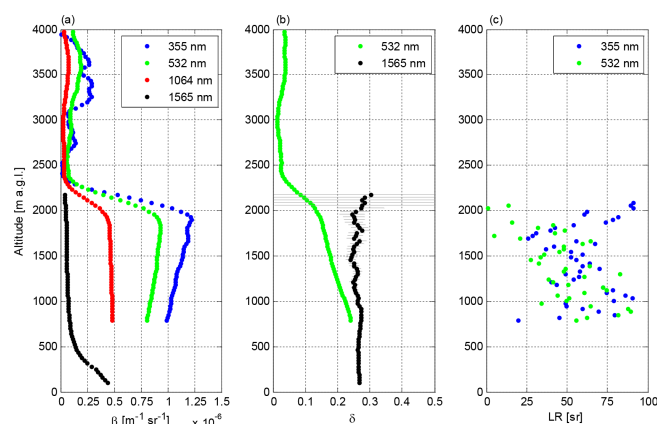 (a)
355 nm
532 nm
1064 nm
1565 nm
4000
3500
3000
2500
2000
1500
1000
500
0
Altitude [m a.g.l.]
0 0.25 0.5 0.75 1 1.25 1.5
β [m⁻¹ sr⁻¹]
x 10⁻⁶
(b)
532 nm
1565 nm
4000
3500
3000
2500
2000
1500
1000
500
0
0 0.1 0.2 0.3 0.4 0.5
δ
(c)
355 nm
532 nm
4000
3500
3000
2500
2000
1500
1000
500
0
0 25 50 75 100
LR [sr]